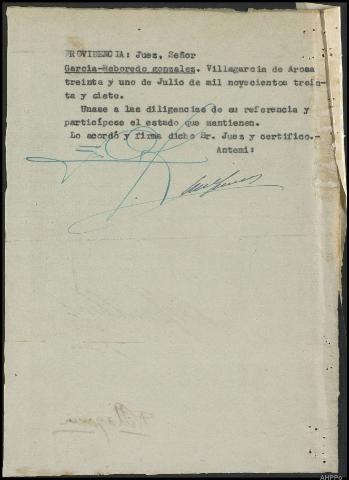 PROVIDENCIA: Juez, Señor
Garcia-Reboredo gonzalez. Villagarcia de Arosa
treinta y uno de Julio de mil novecientos trein-
ta y siete.
Unase a las diligencias de su referencia y
participese el estado que mantienen.
Lo acordó y firma dicho Sr. Juez y certifico.-
Antemi:
AHPPo